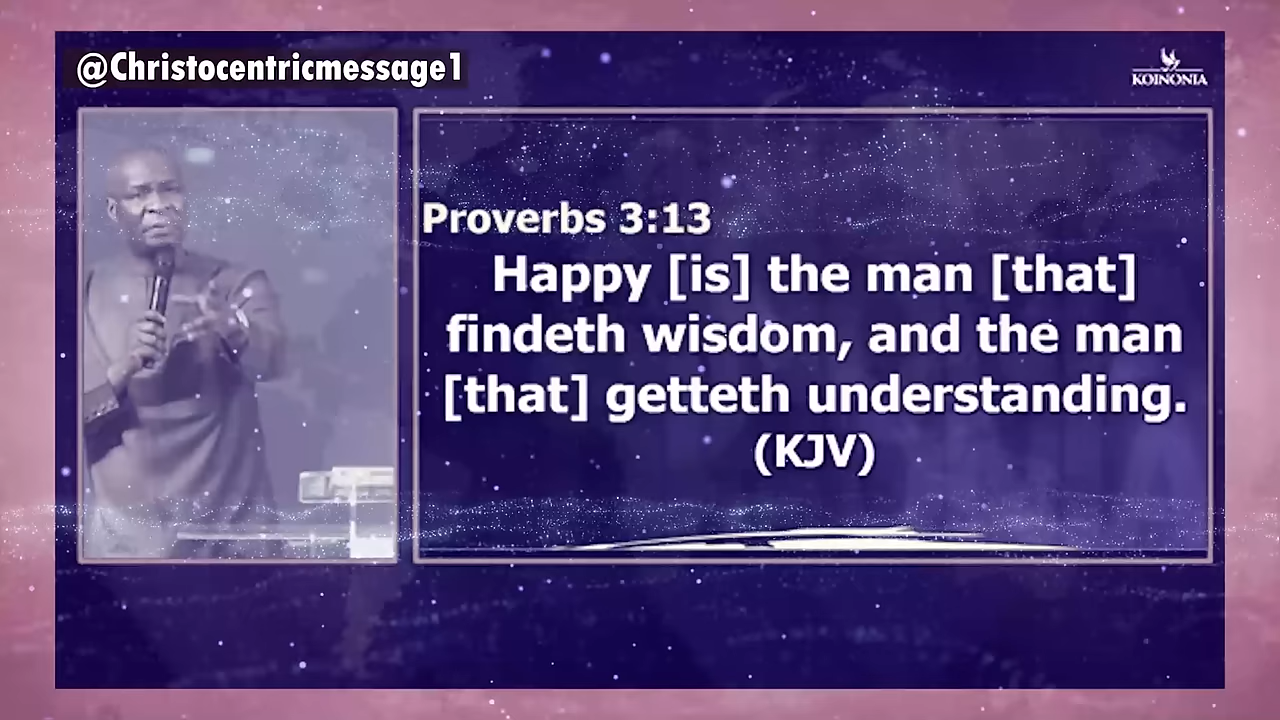 @Christocentricmessage1
KOINONIA
Proverbs 3:13
Happy [is] the man [that]
findeth wisdom, and the man
[that] getteth understanding.
(KJV)